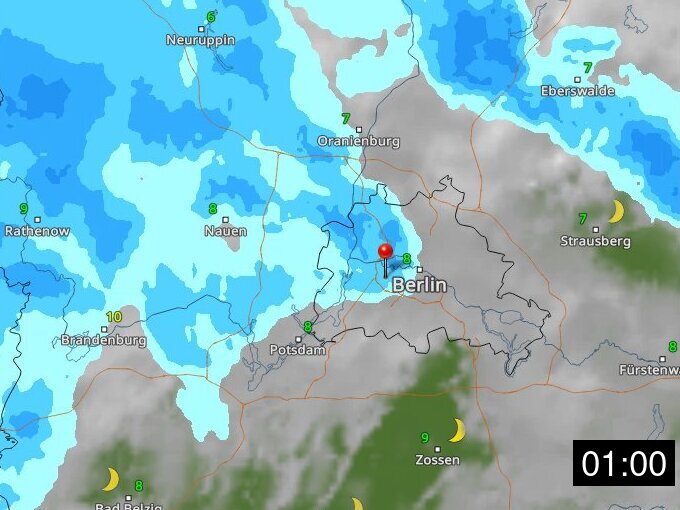 6
Neuruppin
7
Eberswalde
7
Oranienburg
9
Rathenow
8
Nauen
7
Strausberg
8
Berlin
10
Brandenburg
8
Potsdam
8
Fürstenwa
9
Zossen
8
Bad Belzig
01:00